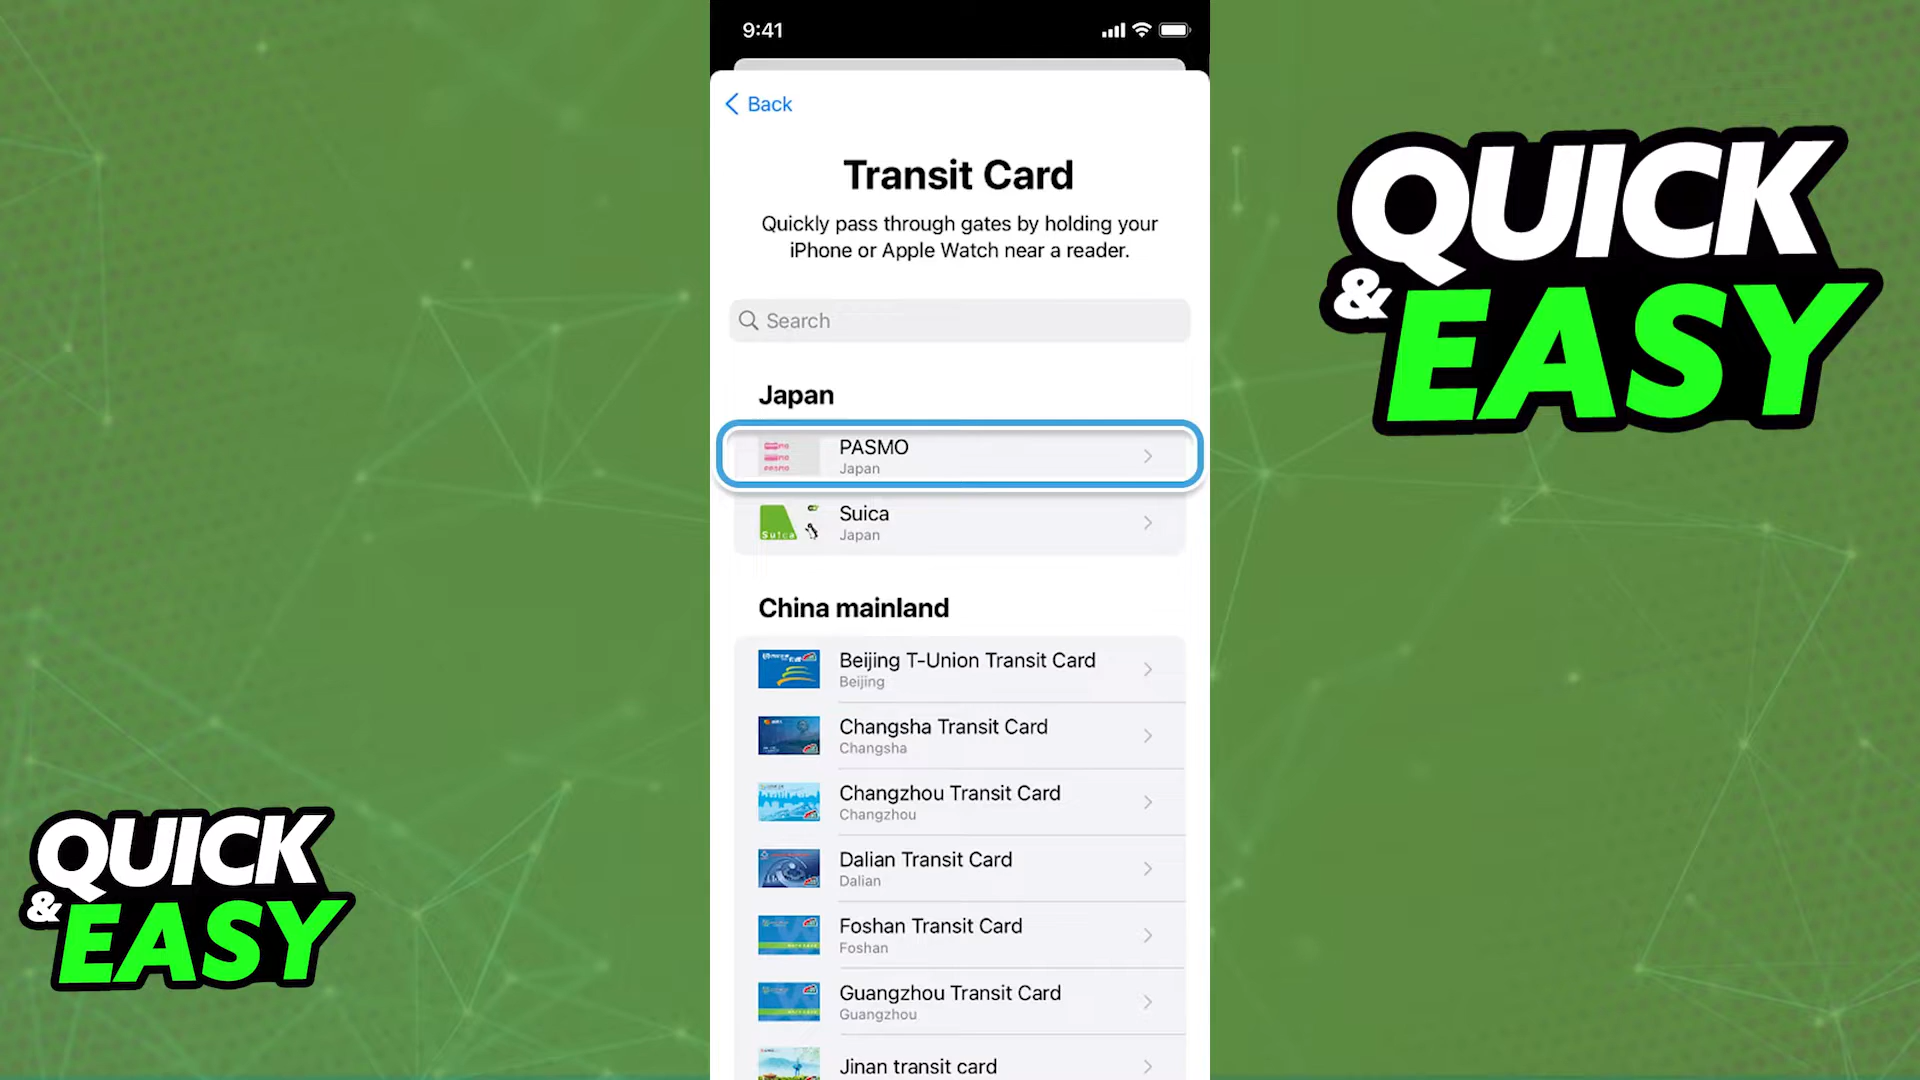 9:41
Back
Transit Card
Quickly pass through gates by holding your
iPhone or Apple Watch near a reader.
Search
Japan
PASMO
Japan
Suica
Suica
Japan
China mainland
Beijing T-Union Transit Card
Beijing
Changsha Transit Card
Changsha
Changzhou Transit Card
Changzhou
Dalian Transit Card
Dalian
Foshan Transit Card
Foshan
Guangzhou Transit Card
Guangzhou
Jinan transit card
QUICK
& EASY
QUICK
& EASY